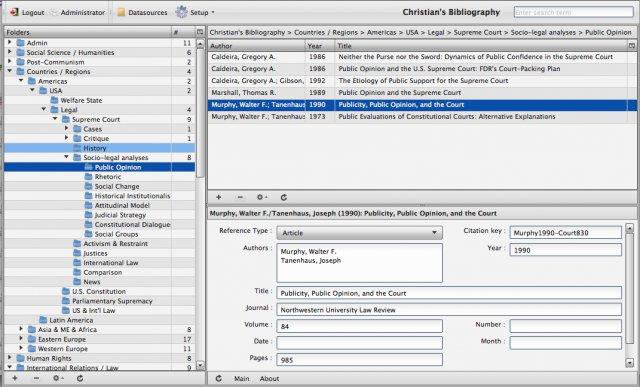 Logout Administrator Datasources Setup Christian's Bibliography Enter search term
Folders #
Admin 11
Social Science / Humanities 6
Post-Communism 2
Countries / Regions 4
Americas 2
USA 2
Welfare State
Legal 4
Supreme Court 9
Cases 1
Critique 1
History
Socio-legal analyses 8
Public Opinion
Rhetoric
Social Change
Historical Institutionalis
Attitudinal Model
Judicial Strategy
Constitutional Dialogue
Social Groups
Activism & Restraint
Justices
International Law
Comparison
News
U.S. Constitution
Parliamentary Supremacy
US & Int'l Law
Latin America
Asia & ME & Africa 4
Eastern Europe 17
Western Europe 11
Human Rights 8
International Relations / Law
Christian's Bibliography > Countries / Regions > Americas > USA > Legal > Supreme Court > Socio-legal analyses > Public Opinion
Author Year Title
Caldeira, Gregory A. 1986 Neither the Purse nor the Sword: Dynamics of Public Confidence in the Supreme Court
Caldeira, Gregory A. 1986 Public Opinion and the U.S. Supreme Court: FDR's Court-Packing Plan
Caldeira, Gregory A.; Gibson, 1992 The Etiology of Public Support for the Supreme Court
Marshall, Thomas R. 1989 Public Opinion and the Supreme Court
Murphy, Walter F.; Tanenhaus 1990 Publicity, Public Opinion, and the Court
Murphy, Walter F.; Tanenhaus 1973 Public Evaluations of Constitutional Courts: Alternative Explanations
Murphy, Walter F./Tanenhaus, Joseph (1990): Publicity, Public Opinion, and the Court
Reference Type : Article Citation key : Murphy1990-Court830
Authors : Murphy, Walter F. Year : 1990
Tanenhaus, Joseph
Title : Publicity, Public Opinion, and the Court
Journal : Northwestern University Law Review
Volume : 84 Number :
Date : Month :
Pages : 985
Main About